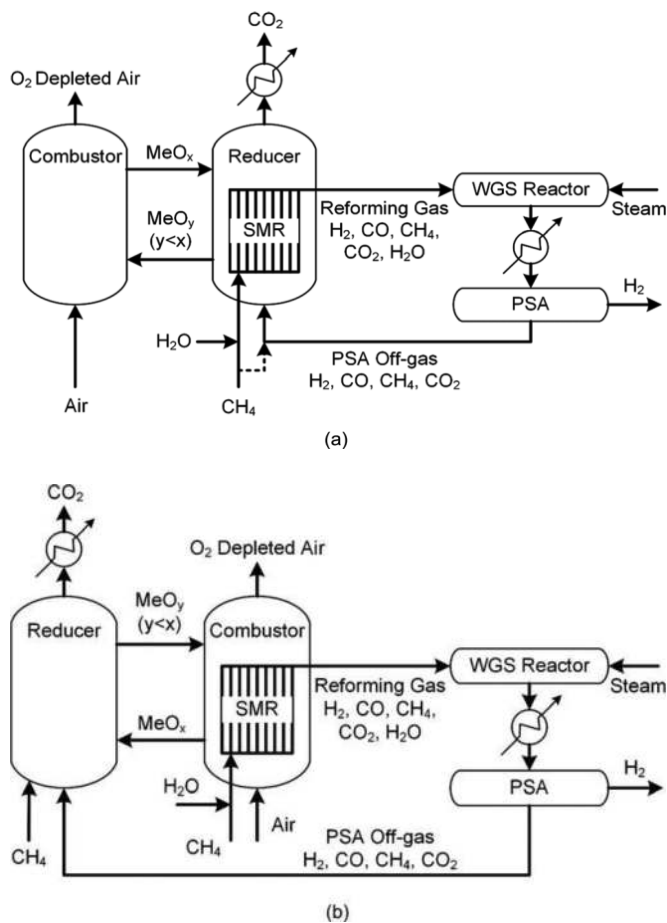 CO2
O2 Depleted Air
Combustor
MeOx
Reducer
MeOy
(y<x)
SMR
Reforming Gas
H2, CO, CH4,
CO2, H2O
WGS Reactor
Steam
PSA
H2
H2O
PSA Off-gas
H2, CO, CH4, CO2
Air
CH4
(a)
CO2
O2 Depleted Air
MeOy
(y<x)
Reducer
Combustor
MeOx
SMR
Reforming Gas
H2, CO, CH4,
CO2, H2O
WGS Reactor
Steam
PSA
H2
H2O
CH4
CH4
Air
PSA Off-gas
H2, CO, CH4, CO2
(b)